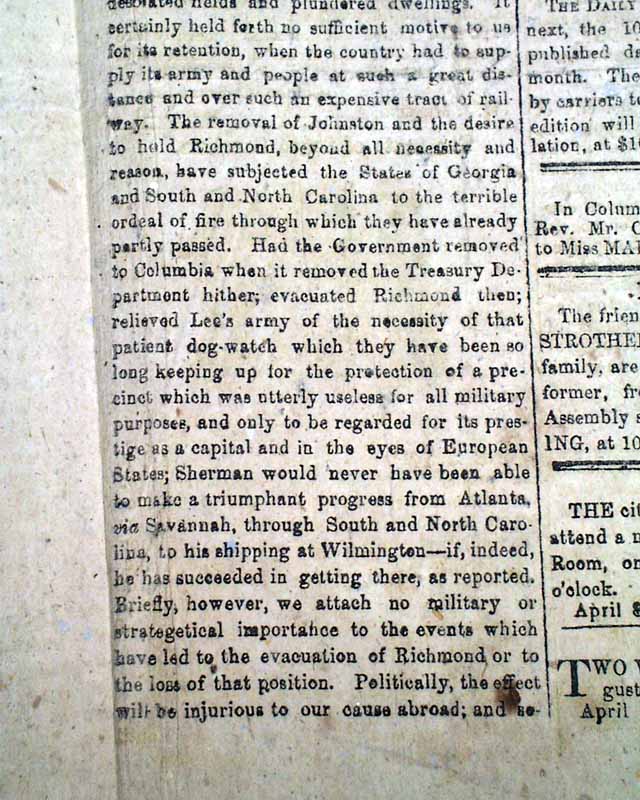 desolated fields and plundered dwellings. It
certainly held forth no sufficient motive to us
for its retention, when the country had to sup-
ply its army and people at such a great dis-
tance and over such an expensive tract of rail-
way. The removal of Johnston and the desire
to hold Richmond, beyond all necessity and
reason, have subjected the States of Georgia
and South and North Carolina to the terrible
ordeal of fire through which they have already
partly passed. Had the Government removed
to Columbia when it removed the Treasury De-
partment hither; evacuated Richmond then;
relieved Lee's army of the necessity of that
patient dog-watch which they have been so
long keeping up for the protection of a pre-
cinct which was utterly useless for all military
purposes, and only to be regarded for its pres-
tige as a capital and in the eyes of European
States; Sherman would never have been able
to make a triumphant progress from Atlanta,
via Savannah, through South and North Caro-
lina, to his shipping at Wilmington—if, indeed,
he has succeeded in getting there, as reported.
Briefly, however, we attach no military or
strategetical importance to the events which
have led to the evacuation of Richmond or to
the loss of that position. Politically, the effect
will be injurious to our cause abroad; and se-
THE DAILY
next, the 10
published da
month. The
by carriers to
edition will
lation, at $10
In Colum
Rev. Mr. C
to Miss MA
The frien
STROTHE
family, are
former, fr
Assembly s
ING, at 10
THE cit
attend a m
Room, on
o'clock.
April 8
TWO V
gust
April